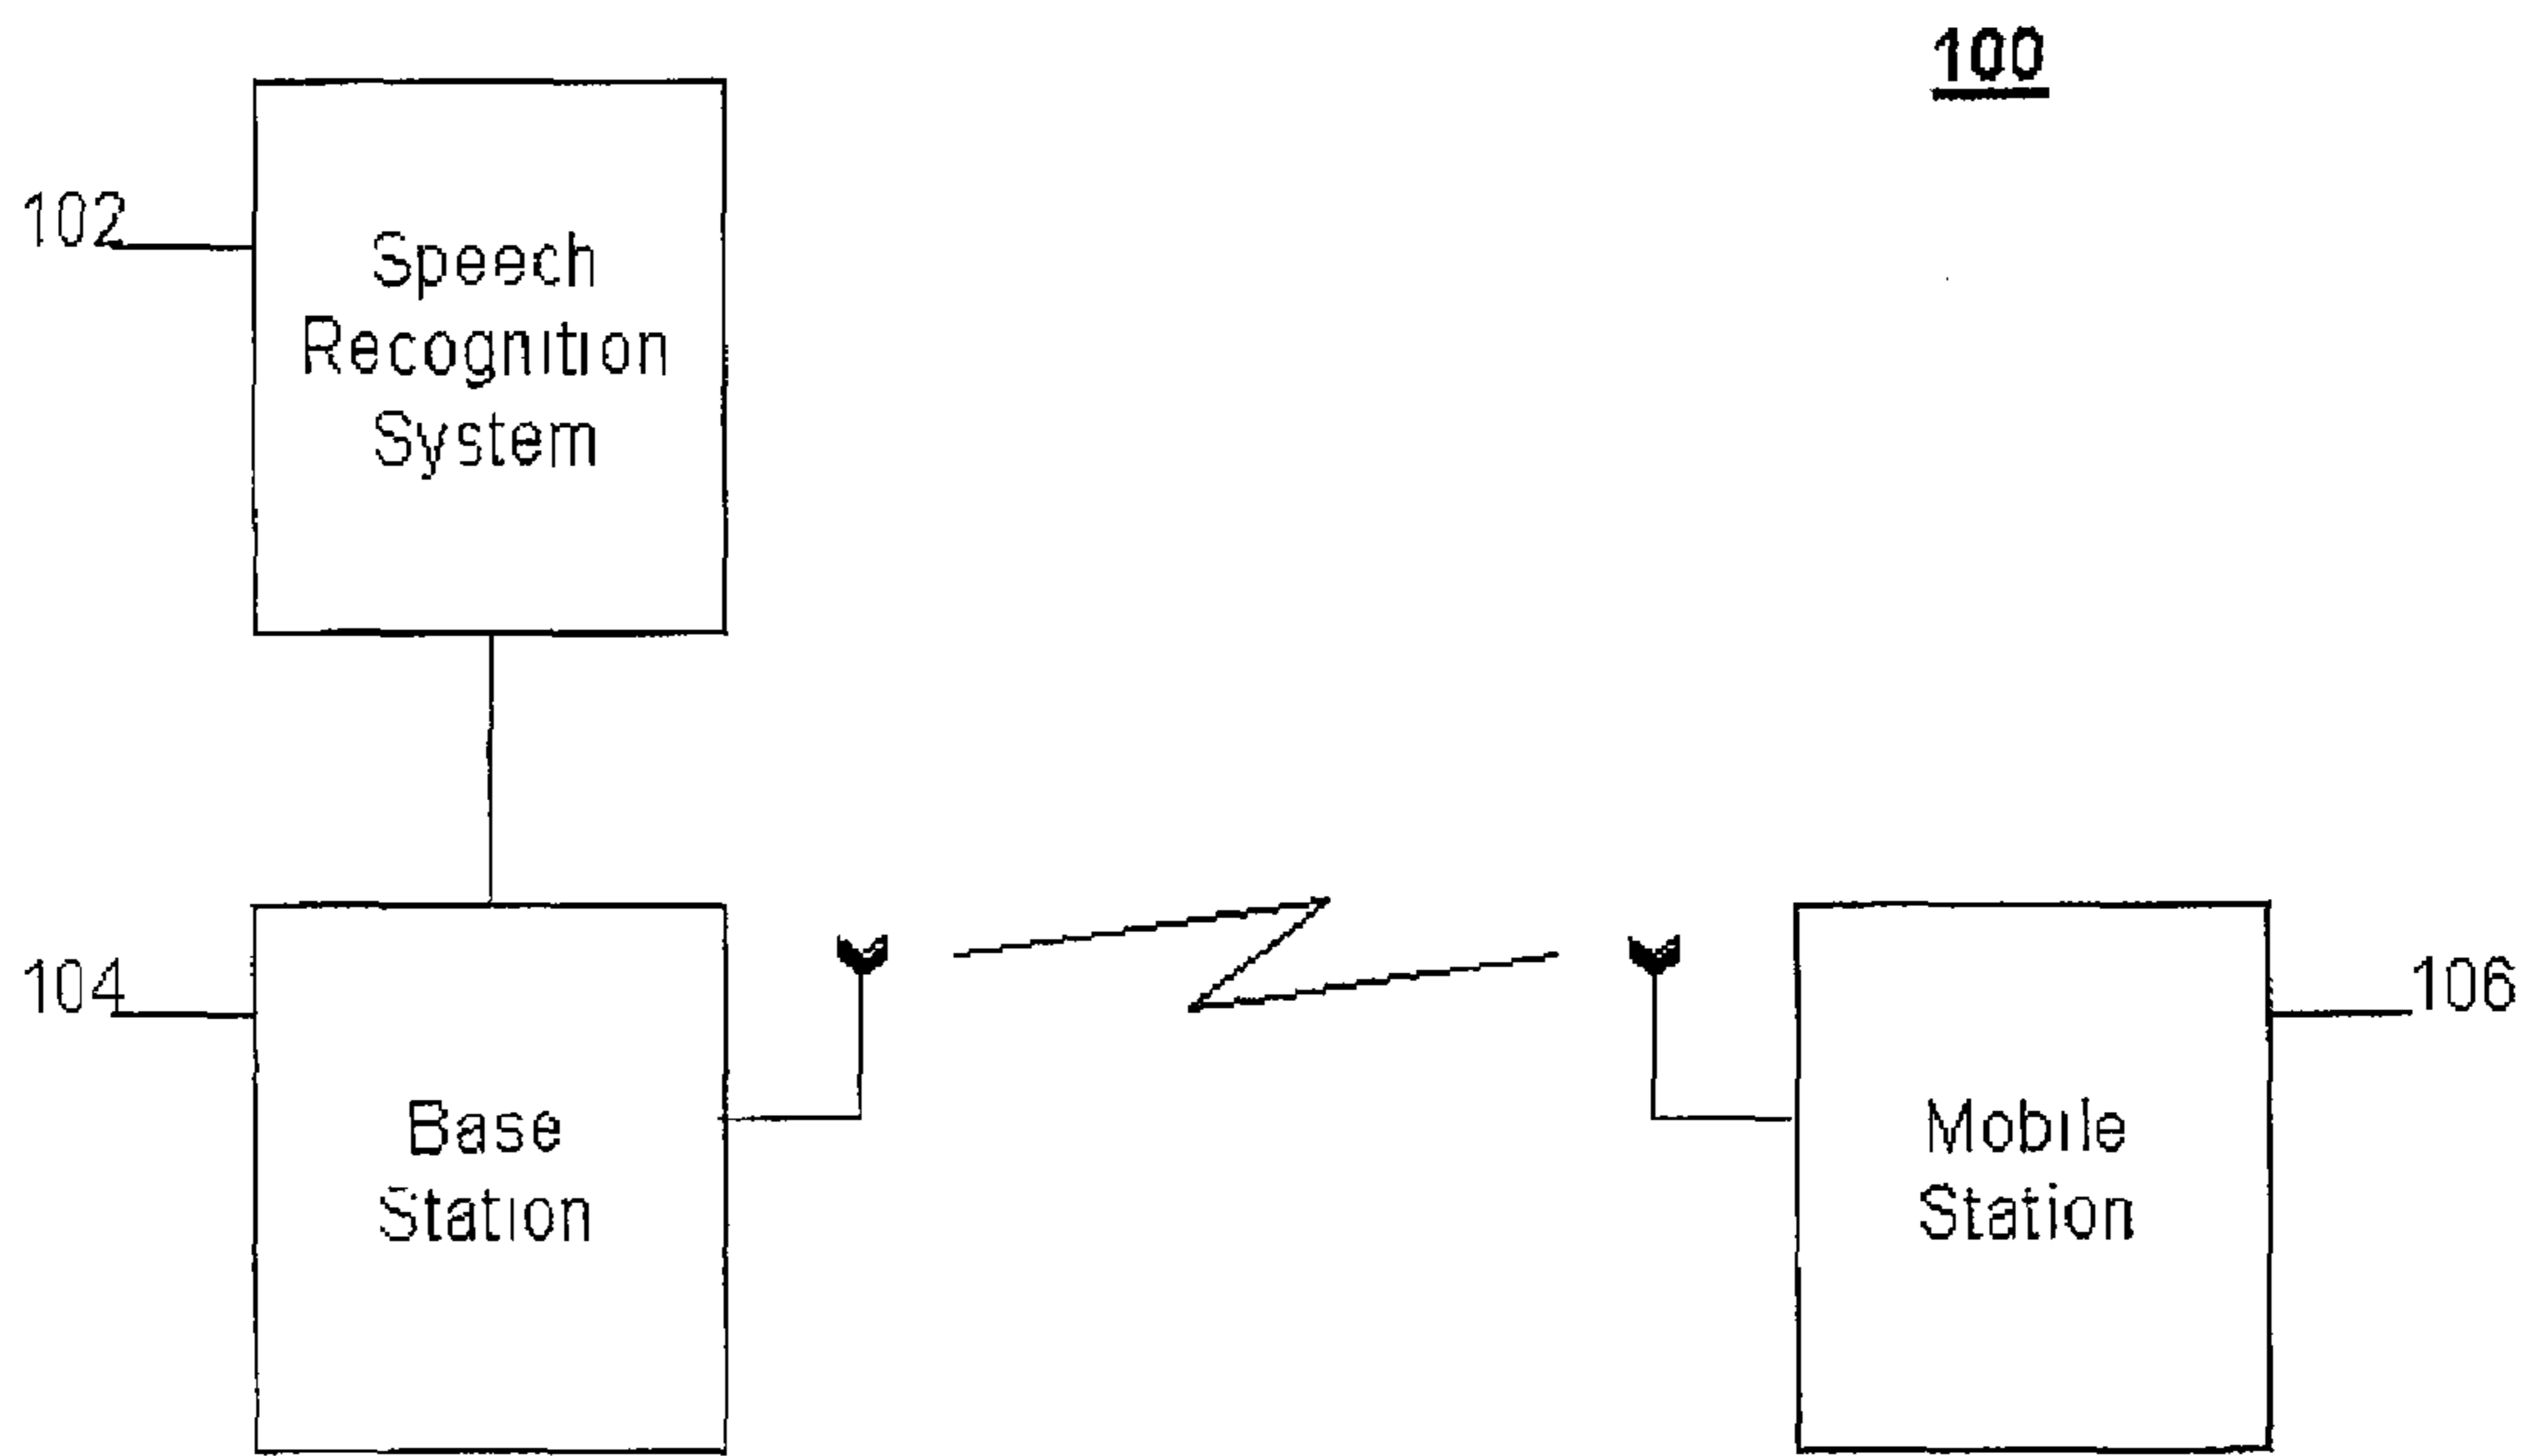 100
102
Speech
Recognition
System
104
Base
Station
106
Mobile
Station